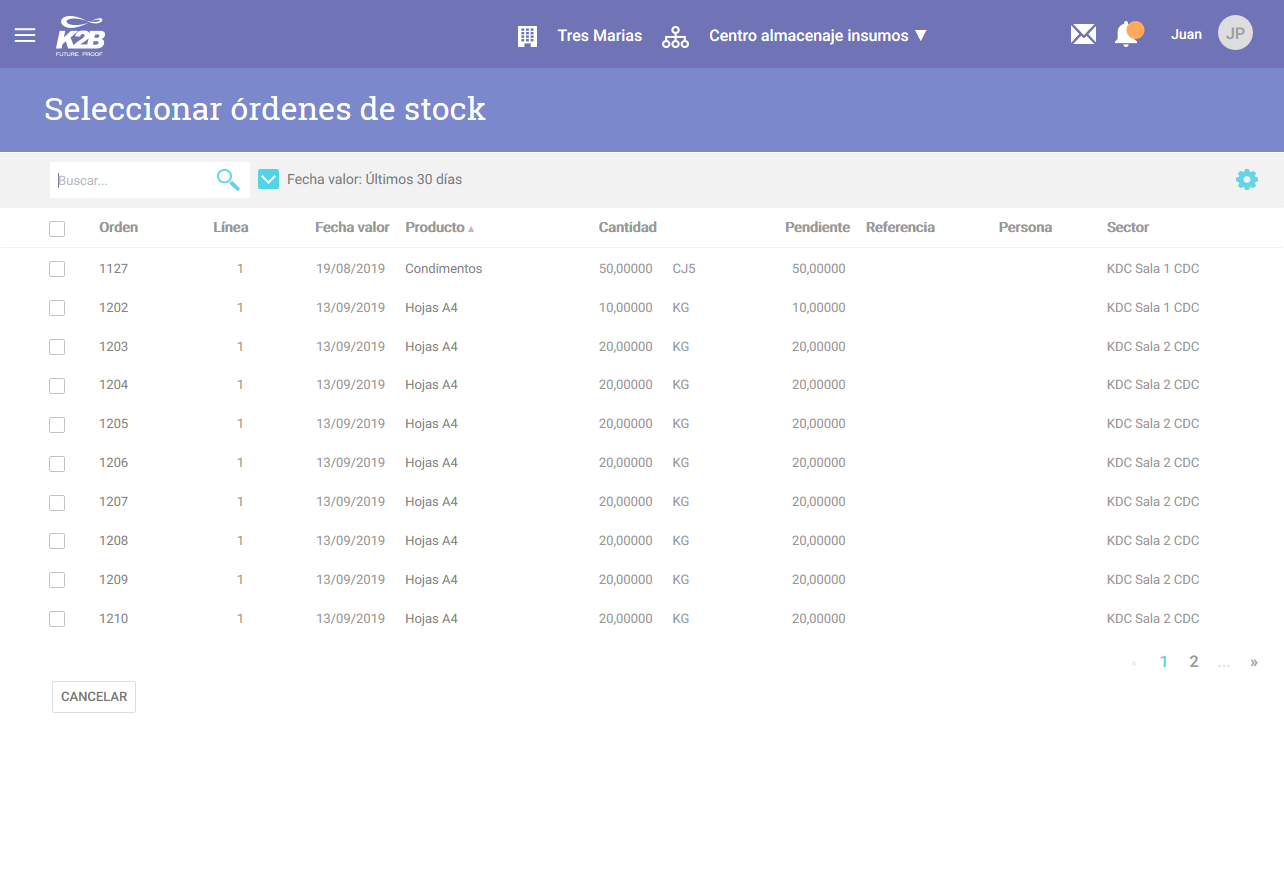 K2B
FUTURE PROOF
Tres Marias Centro almacenaje insumos ▼ Juan JP
Seleccionar órdenes de stock
Buscar... Fecha valor: Últimos 30 días
Orden Línea Fecha valor Producto ▲ Cantidad Pendiente Referencia Persona Sector
1127 1 19/08/2019 Condimentos 50,00000 CJ5 50,00000 KDC Sala 1 CDC
1202 1 13/09/2019 Hojas A4 10,00000 KG 10,00000 KDC Sala 1 CDC
1203 1 13/09/2019 Hojas A4 20,00000 KG 20,00000 KDC Sala 2 CDC
1204 1 13/09/2019 Hojas A4 20,00000 KG 20,00000 KDC Sala 2 CDC
1205 1 13/09/2019 Hojas A4 20,00000 KG 20,00000 KDC Sala 2 CDC
1206 1 13/09/2019 Hojas A4 20,00000 KG 20,00000 KDC Sala 2 CDC
1207 1 13/09/2019 Hojas A4 20,00000 KG 20,00000 KDC Sala 2 CDC
1208 1 13/09/2019 Hojas A4 20,00000 KG 20,00000 KDC Sala 2 CDC
1209 1 13/09/2019 Hojas A4 20,00000 KG 20,00000 KDC Sala 2 CDC
1210 1 13/09/2019 Hojas A4 20,00000 KG 20,00000 KDC Sala 2 CDC
« 1 2 ... »
CANCELAR